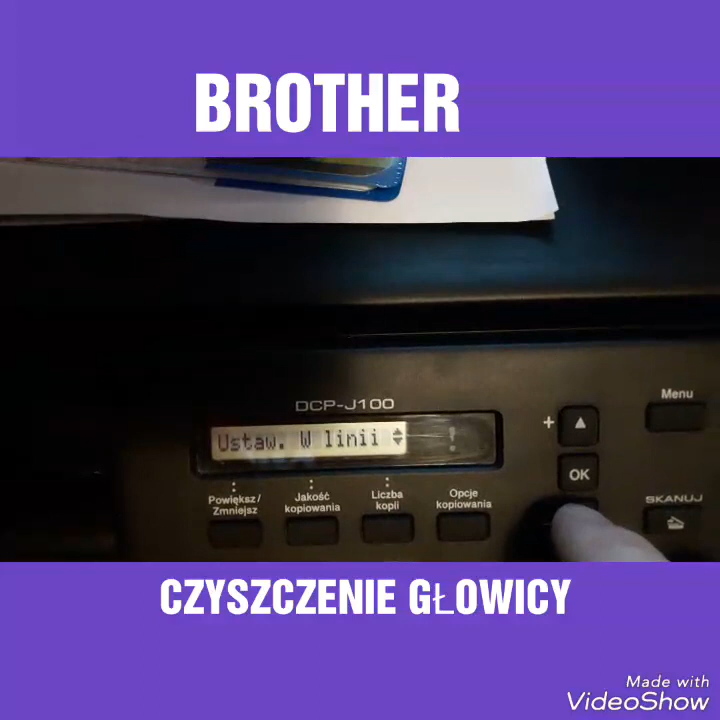 BROTHER
DCP-J100
Ustaw. W linii
Menu
+
OK
Powiększ/
Zmniejsz
Jakość
kopiowania
Liczba
kopii
Opcje
kopiowania
SKANUJ
CZYSZCZENIE GŁOWICY
Made with
VideoShow